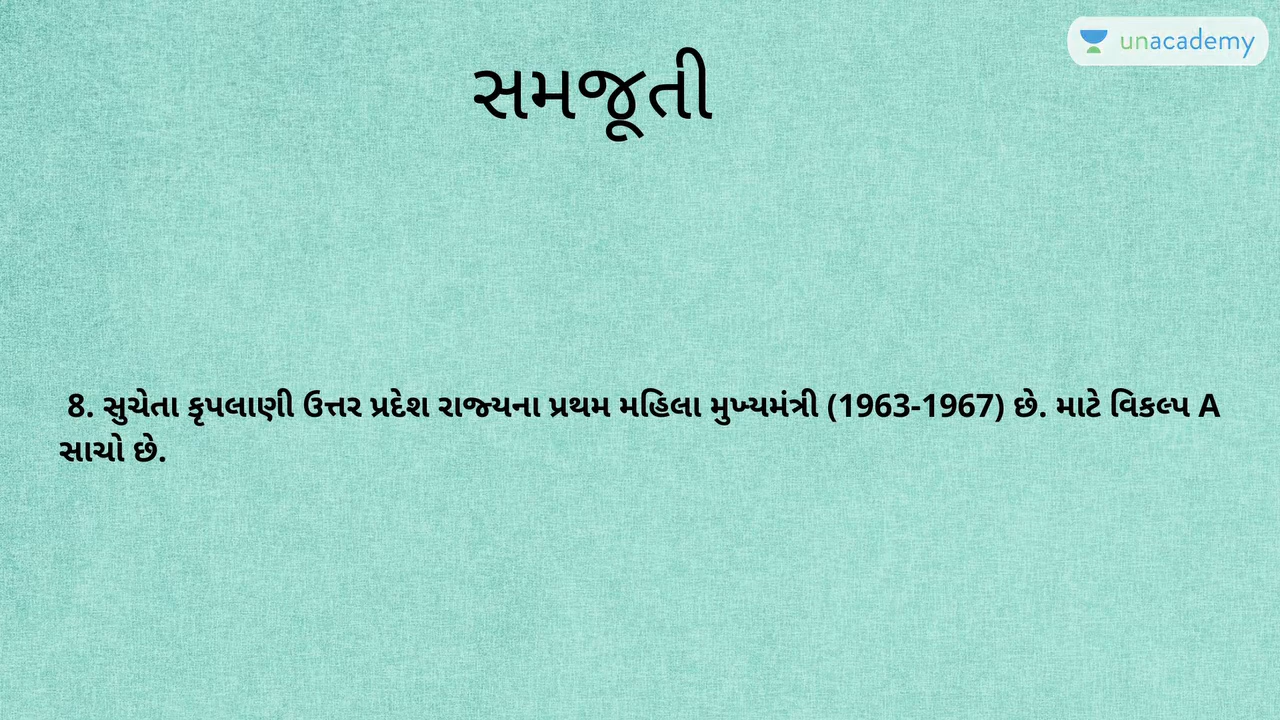 unacademy
સમજૂતી
8. સુચેતા કૃપલાણી ઉત્તર પ્રદેશ રાજ્યના પ્રથમ મહિલા મુખ્યમંત્રી (1963-1967) છે. માટે વિકલ્પ A
સાચો છે.